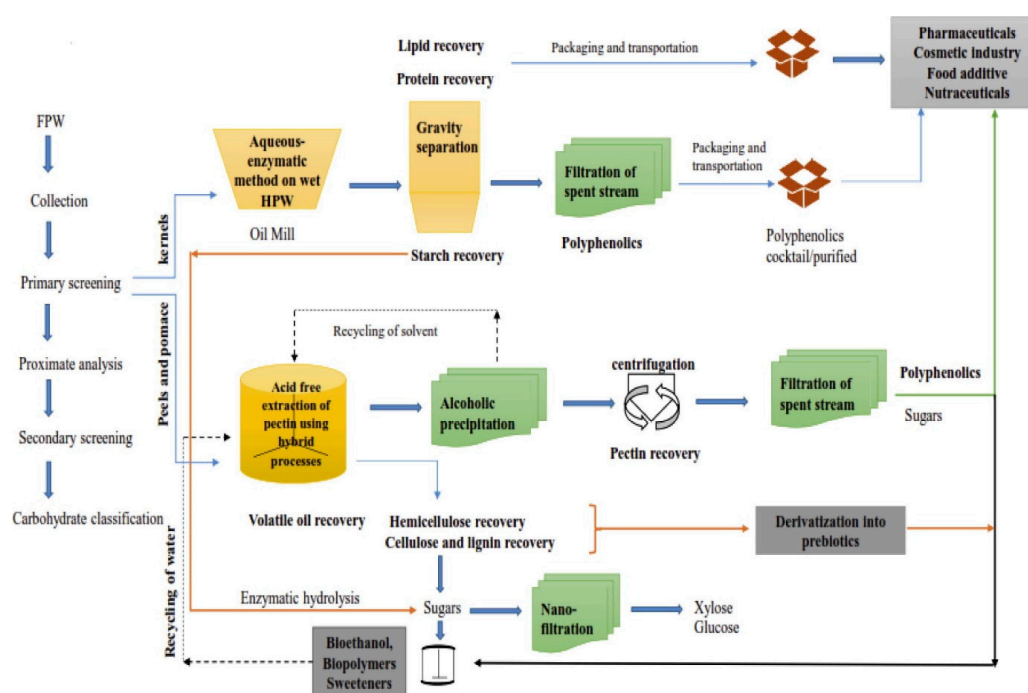 Lipid recovery
Protein recovery
Packaging and transportation
Pharmaceuticals
Cosmetic industry
Food additive
Nutraceuticals
FPW
Collection
Primary screening
Proximate analysis
Secondary screening
Carbohydrate classification
kernels
Peels and pomace
Aqueous-
enzymatic
method on wet
HPW
Oil Mill
Gravity
separation
Starch recovery
Filtration of
spent stream
Polyphenolics
Packaging and
transportation
Polyphenolics
cocktail/purified
Recycling of solvent
Acid free
extraction of
pectin using
hybrid
processes
Alcoholic
precipitation
centrifugation
Pectin recovery
Filtration of
spent stream
Polyphenolics
Sugars
Volatile oil recovery
Hemicellulose recovery
Cellulose and lignin recovery
Derivatization into
prebiotics
Recycling of water
Enzymatic hydrolysis
Sugars
Nano-
filtration
Xylose
Glucose
Bioethanol,
Biopolymers
Sweeteners